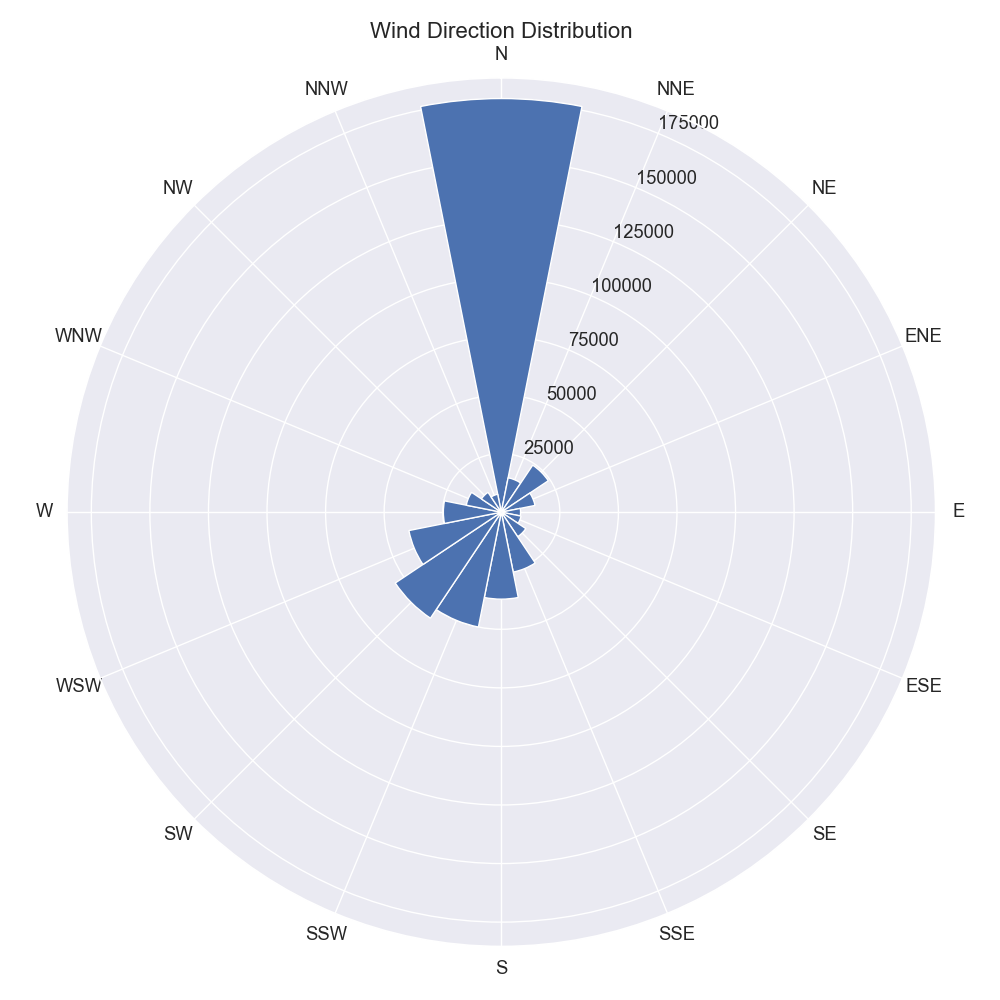 Wind Direction Distribution
N
NNW
NNE
175000
NW
NE
150000
125000
100000
WNW
ENE
75000
50000
25000
W
E
WSW
ESE
SW
SE
SSW
SSE
S